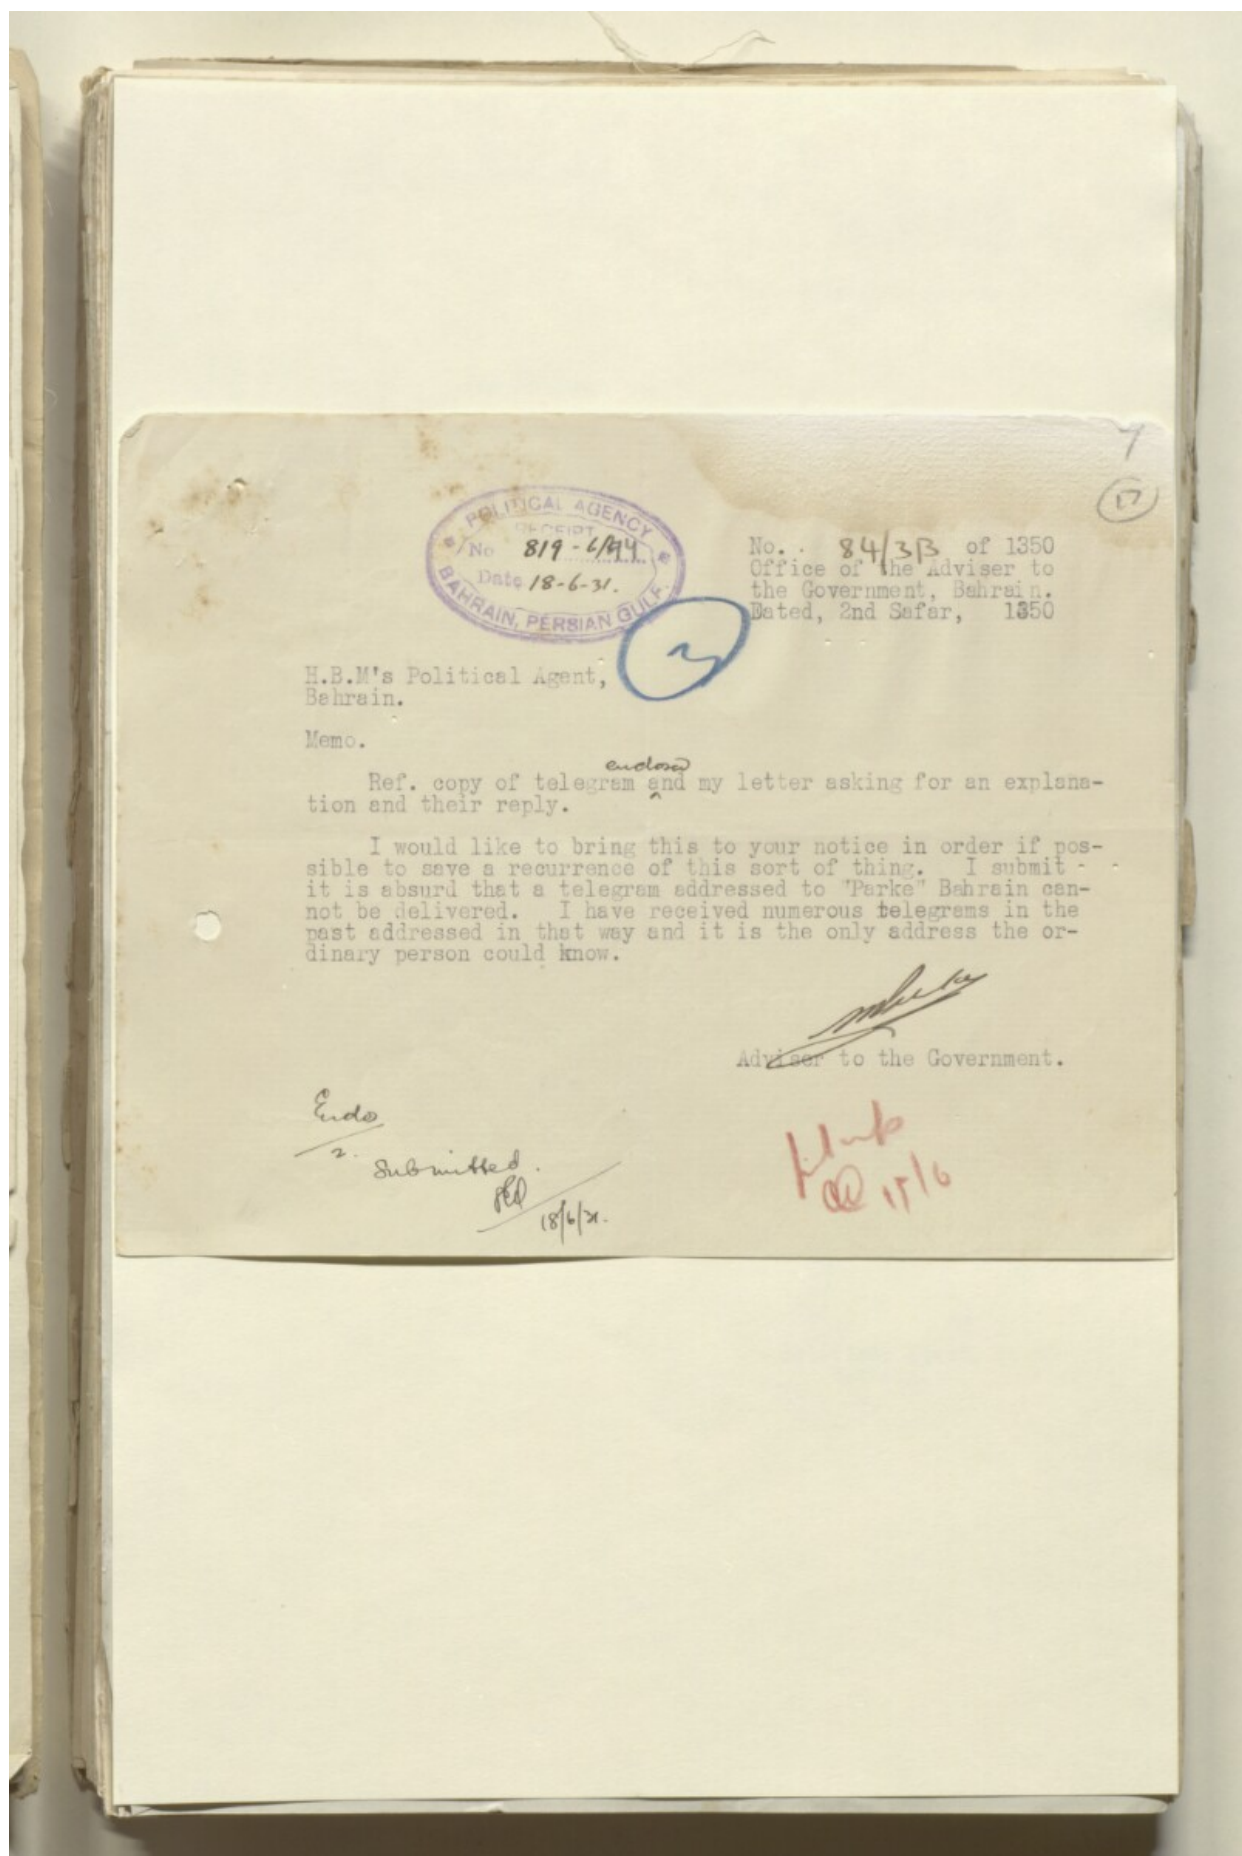 7
17
POLITICAL AGENCY
RECEIPT
No 819-6/94
Date 18-6-31.
BAHRAIN, PERSIAN GULF.
No. . 84/3B of 1350
Office of the Adviser to
the Government, Bahrain.
Dated, 2nd Safar, 1350
H.B.M's Political Agent,
Bahrain.
Memo.
enclosed
Ref. copy of telegram ‸and my letter asking for an explana-
tion and their reply.
I would like to bring this to your notice in order if pos-
sible to save a recurrence of this sort of thing. I submit -
it is absurd that a telegram addressed to "Parke" Bahrain can-
not be delivered. I have received numerous telegrams in the
past addressed in that way and it is the only address the or-
dinary person could know.
Adviser to the Government.
Enclo
2.
Submitted.
18/6/31.